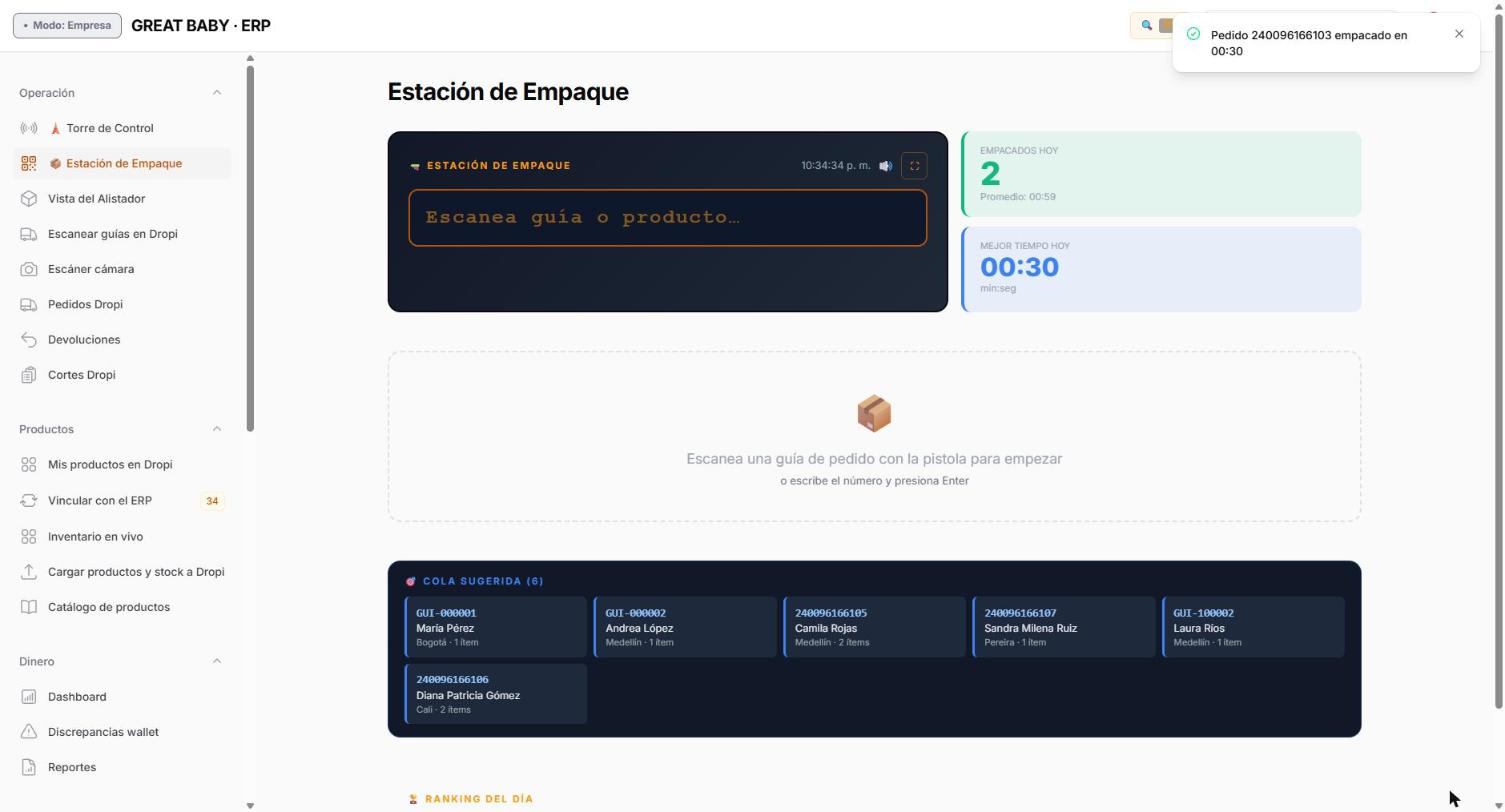 • Modo: Empresa
GREAT BABY · ERP
Pedido 240096166103 empacado en
00:30
Operación
Torre de Control
Estación de Empaque
Vista del Alistador
Escanear guías en Dropi
Escáner cámara
Pedidos Dropi
Devoluciones
Cortes Dropi
Productos
Mis productos en Dropi
Vincular con el ERP 34
Inventario en vivo
Cargar productos y stock a Dropi
Catálogo de productos
Dinero
Dashboard
Discrepancias wallet
Reportes
Estación de Empaque
ESTACIÓN DE EMPAQUE 10:34:34 p. m.
Escanea guía o producto…
EMPACADOS HOY
2
Promedio: 00:59
MEJOR TIEMPO HOY
00:30
min:seg
Escanea una guía de pedido con la pistola para empezar
o escribe el número y presiona Enter
COLA SUGERIDA (6)
GUI-000001
María Pérez
Bogotá · 1 ítem
GUI-000002
Andrea López
Medellín · 1 ítem
240096166105
Camila Rojas
Medellín · 2 ítems
240096166107
Sandra Milena Ruiz
Pereira · 1 ítem
GUI-100002
Laura Ríos
Medellín · 1 ítem
240096166106
Diana Patricia Gómez
Cali · 2 ítems
RANKING DEL DÍA